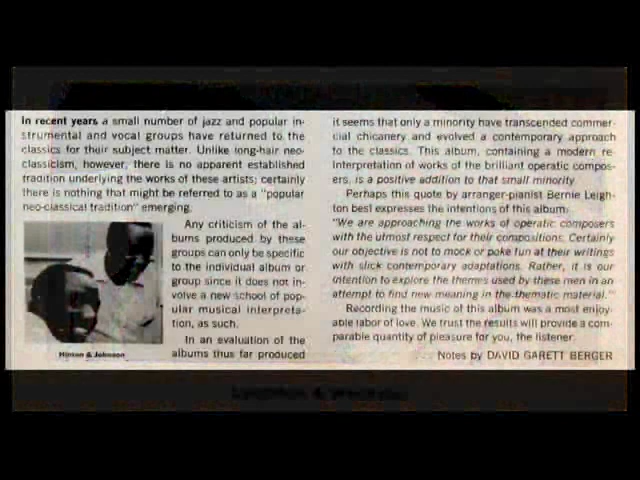 In recent years a small number of jazz and popular in-
strumental and vocal groups have returned to the
classics for their subject matter. Unlike long-hair neo-
classicism, however, there is no apparent established
tradition underlying the works of these artists; certainly
there is nothing that might be referred to as a "popular
neo-classical tradition" emerging.
Any criticism of the al-
bums produced by these
groups can only be specific
to the individual album or
group since it does not in-
volve a new school of pop-
ular musical interpreta-
tion, as such.
In an evaluation of the
albums thus far produced
Hinton & Johnson
it seems that only a minority have transcended commer-
cial chicanery and evolved a contemporary approach
to the classics. This album, containing a modern re-
interpretation of works of the brilliant operatic compos-
ers, is a positive addition to that small minority.
Perhaps this quote by arranger-pianist Bernie Leigh-
ton best expresses the intentions of this album:
"We are approaching the works of operatic composers
with the utmost respect for their compositions. Certainly
our objective is not to mock or poke fun at their writings
with slick contemporary adaptations. Rather, it is our
intention to explore the themes used by these men in an
attempt to find new meaning in the thematic material."
Recording the music of this album was a most enjoy-
able labor of love. We trust the results will provide a com-
parable quantity of pleasure for you, the listener.
. . . Notes by DAVID GARETT BERGER